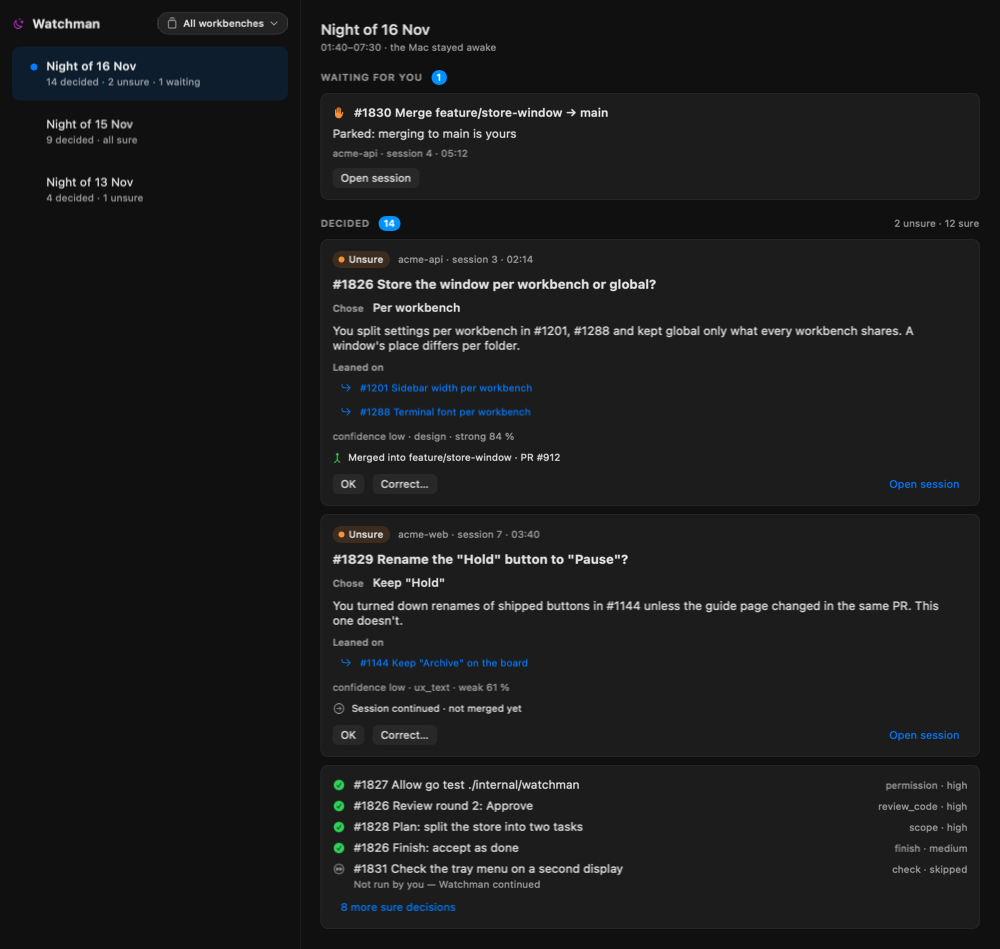 Watchman
All workbenches
Night of 16 Nov
14 decided · 2 unsure · 1 waiting
Night of 15 Nov
9 decided · all sure
Night of 13 Nov
4 decided · 1 unsure
Night of 16 Nov
01:40–07:30 · the Mac stayed awake
WAITING FOR YOU 1
#1830 Merge feature/store-window → main
Parked: merging to main is yours
acme-api · session 4 · 05:12
Open session
DECIDED 14 2 unsure · 12 sure
Unsure acme-api · session 3 · 02:14
#1826 Store the window per workbench or global?
Chose Per workbench
You split settings per workbench in #1201, #1288 and kept global only what every workbench shares. A
window's place differs per folder.
Leaned on
#1201 Sidebar width per workbench
#1288 Terminal font per workbench
confidence low · design · strong 84 %
Merged into feature/store-window · PR #912
OK Correct... Open session
Unsure acme-web · session 7 · 03:40
#1829 Rename the "Hold" button to "Pause"?
Chose Keep "Hold"
You turned down renames of shipped buttons in #1144 unless the guide page changed in the same PR. This
one doesn't.
Leaned on
#1144 Keep "Archive" on the board
confidence low · ux_text · weak 61 %
Session continued · not merged yet
OK Correct... Open session
#1827 Allow go test ./internal/watchman permission · high
#1826 Review round 2: Approve review_code · high
#1828 Plan: split the store into two tasks scope · high
#1826 Finish: accept as done finish · medium
#1831 Check the tray menu on a second display check · skipped
Not run by you — Watchman continued
8 more sure decisions